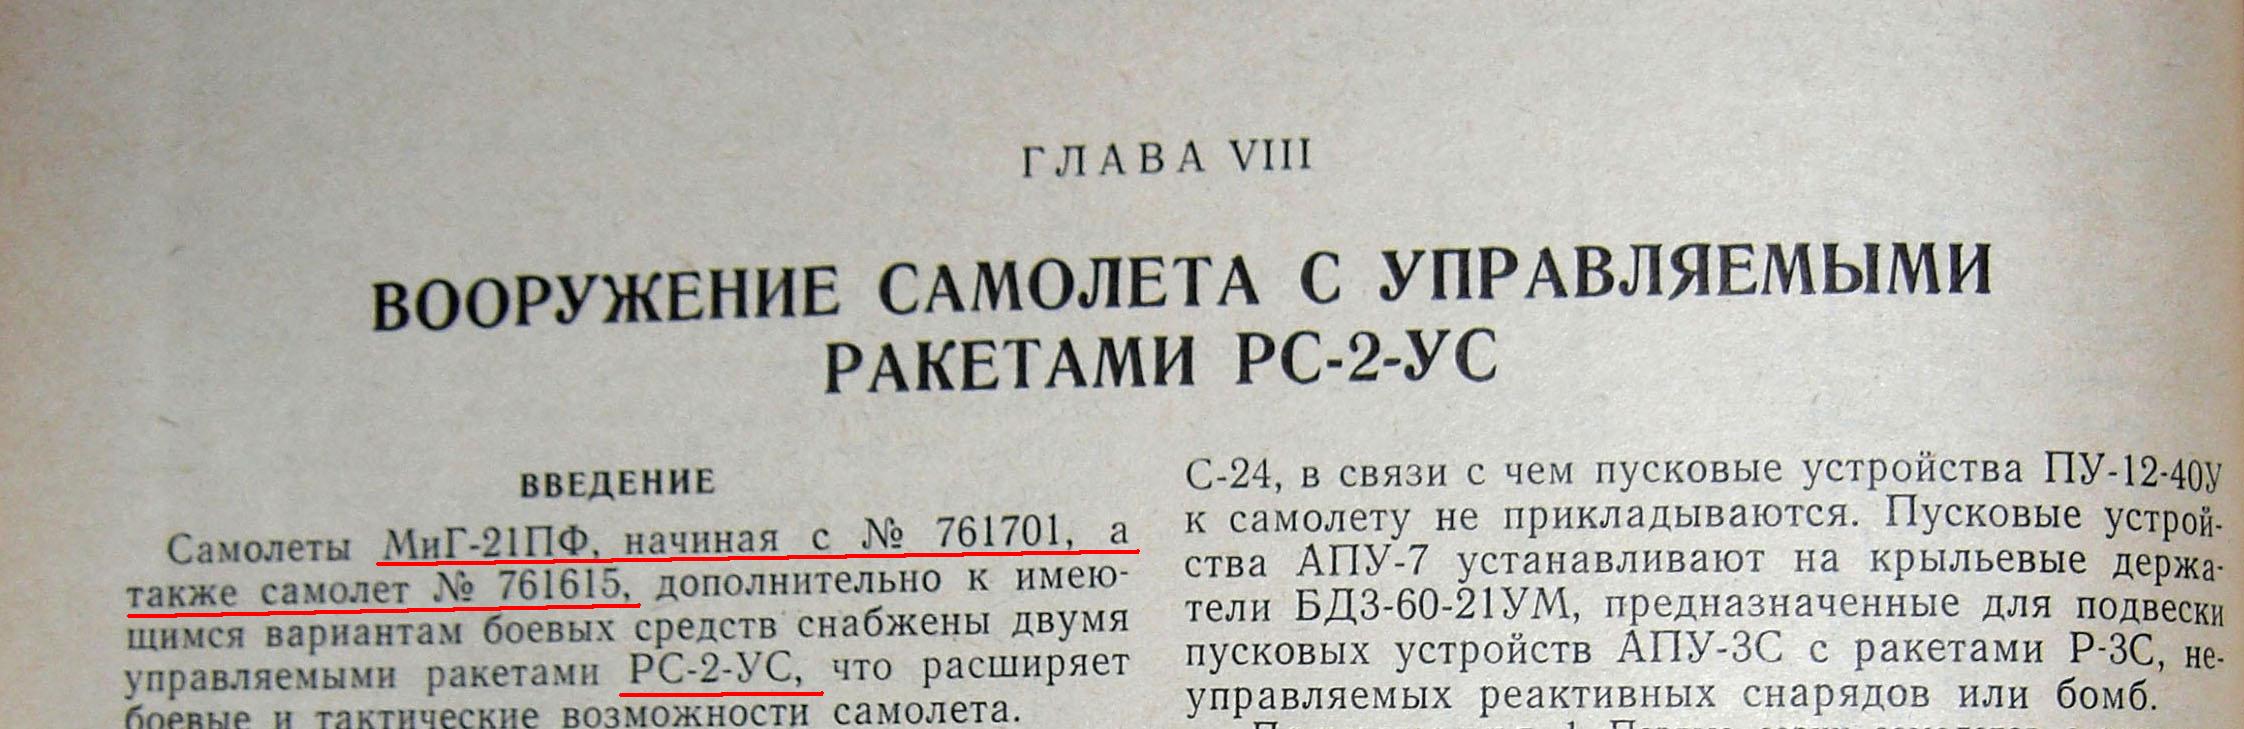 ГЛАВА VIII
ВООРУЖЕНИЕ САМОЛЕТА С УПРАВЛЯЕМЫМИ
РАКЕТАМИ РС-2-УС
ВВЕДЕНИЕ
Самолеты МиГ-21ПФ, начиная с № 761701, а
также самолет № 761615, дополнительно к имею-
щимся вариантам боевых средств снабжены двумя
управляемыми ракетами РС-2-УС, что расширяет
боевые и тактические возможности самолета.
С-24, в связи с чем пусковые устройства ПУ-12-40У
к самолету не прикладываются. Пусковые устрой-
ства АПУ-7 устанавливают на крыльевые держа-
тели БДЗ-60-21УМ, предназначенные для подвески
пусковых устройств АПУ-3С с ракетами Р-3С, не-
управляемых реактивных снарядов или бомб.